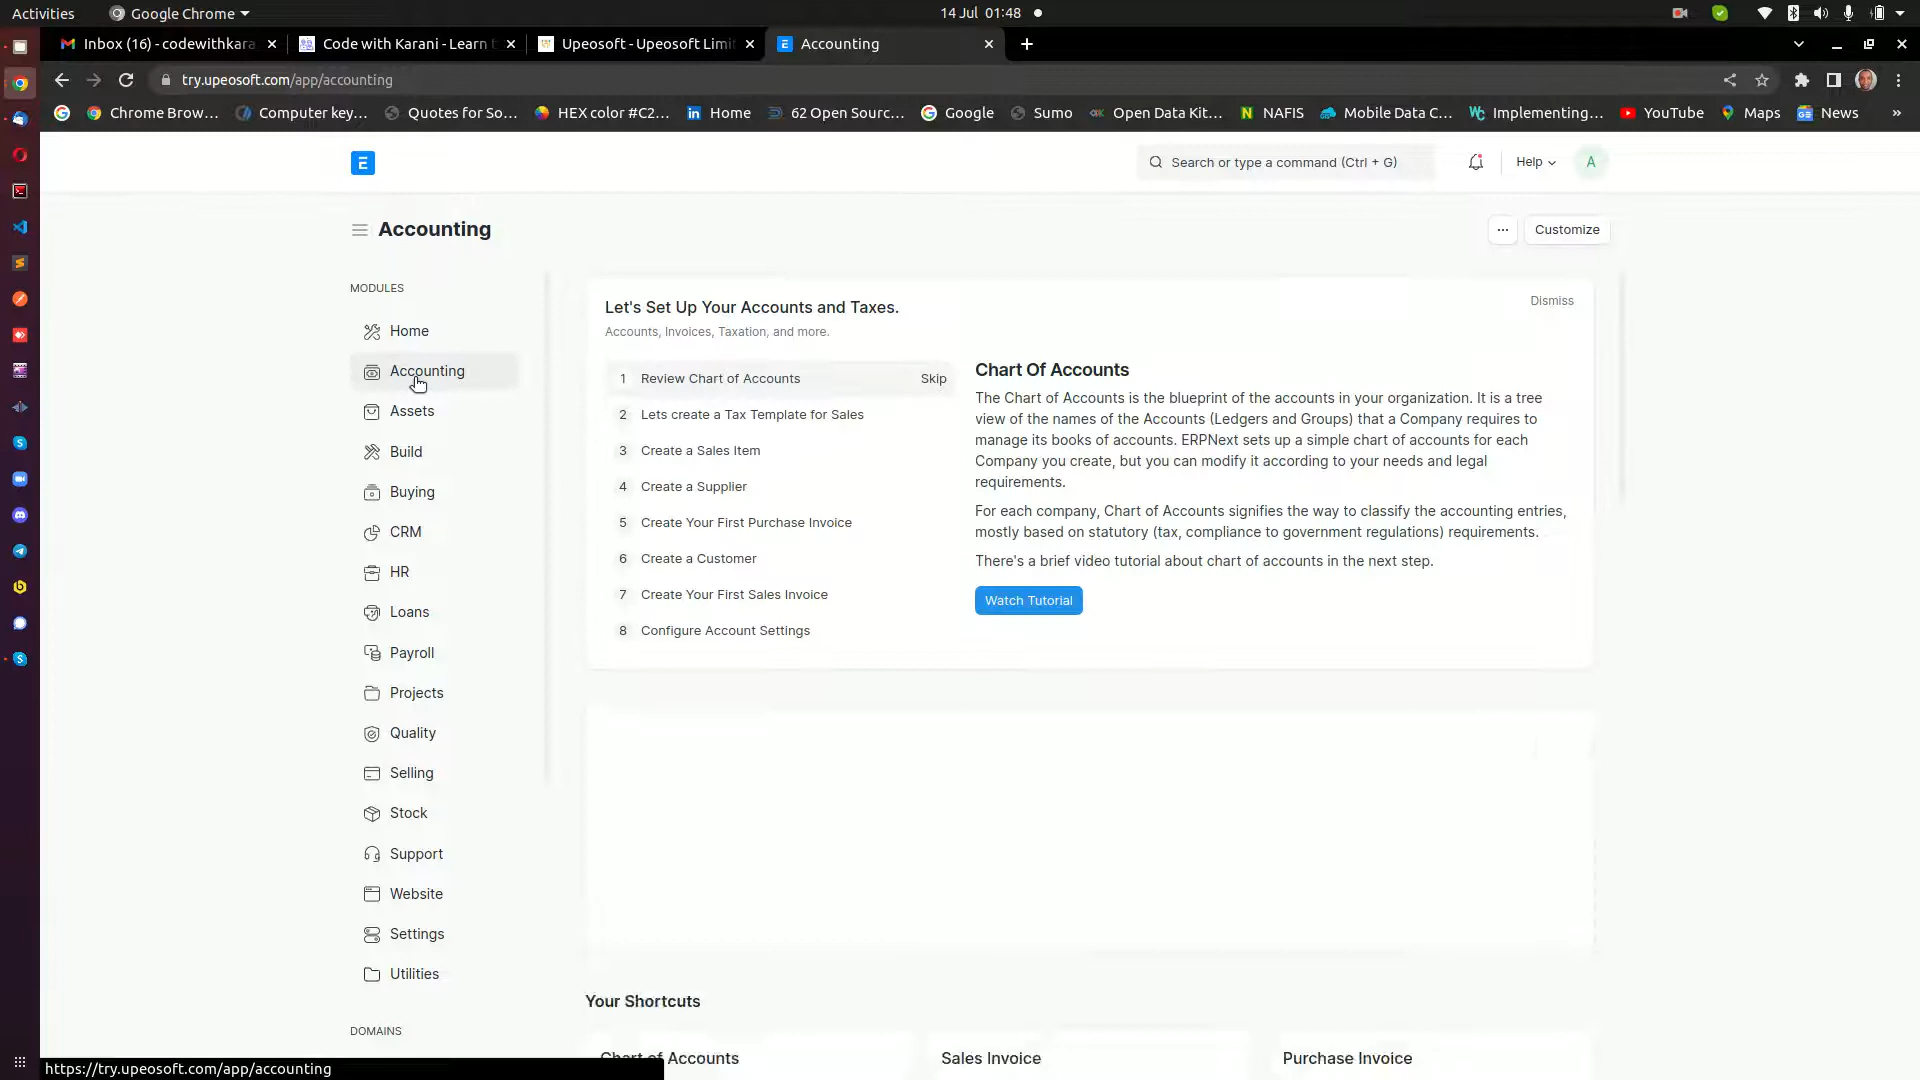 Activities
Google Chrome
14 Jul 01:48
Inbox (16) - codewithkara
Code with Karani - Learn t
Upeosoft - Upeosoft Limit
E
Accounting
try.upeosoft.com/app/accounting
Chrome Brow...
Computer key...
Quotes for So...
HEX color #C2...
Home
62 Open Sourc...
Google
Sumo
Open Data Kit...
NAFIS
Mobile Data C...
Implementing...
YouTube
Maps
News
»
E
Search or type a command (Ctrl + G)
Help
A
Accounting
...
Customize
MODULES
Home
Accounting
Assets
Build
Buying
CRM
HR
Loans
Payroll
Projects
Quality
Selling
Stock
Support
Website
Settings
Utilities
DOMAINS
Let's Set Up Your Accounts and Taxes.
Dismiss
Accounts, Invoices, Taxation, and more.
1 Review Chart of Accounts Skip
2 Lets create a Tax Template for Sales
3 Create a Sales Item
4 Create a Supplier
5 Create Your First Purchase Invoice
6 Create a Customer
7 Create Your First Sales Invoice
8 Configure Account Settings
Chart Of Accounts
The Chart of Accounts is the blueprint of the accounts in your organization. It is a tree
view of the names of the Accounts (Ledgers and Groups) that a Company requires to
manage its books of accounts. ERPNext sets up a simple chart of accounts for each
Company you create, but you can modify it according to your needs and legal
requirements.
For each company, Chart of Accounts signifies the way to classify the accounting entries,
mostly based on statutory (tax, compliance to government regulations) requirements.
There's a brief video tutorial about chart of accounts in the next step.
Watch Tutorial
Your Shortcuts
Chart of Accounts
Sales Invoice
Purchase Invoice
https://try.upeosoft.com/app/accounting